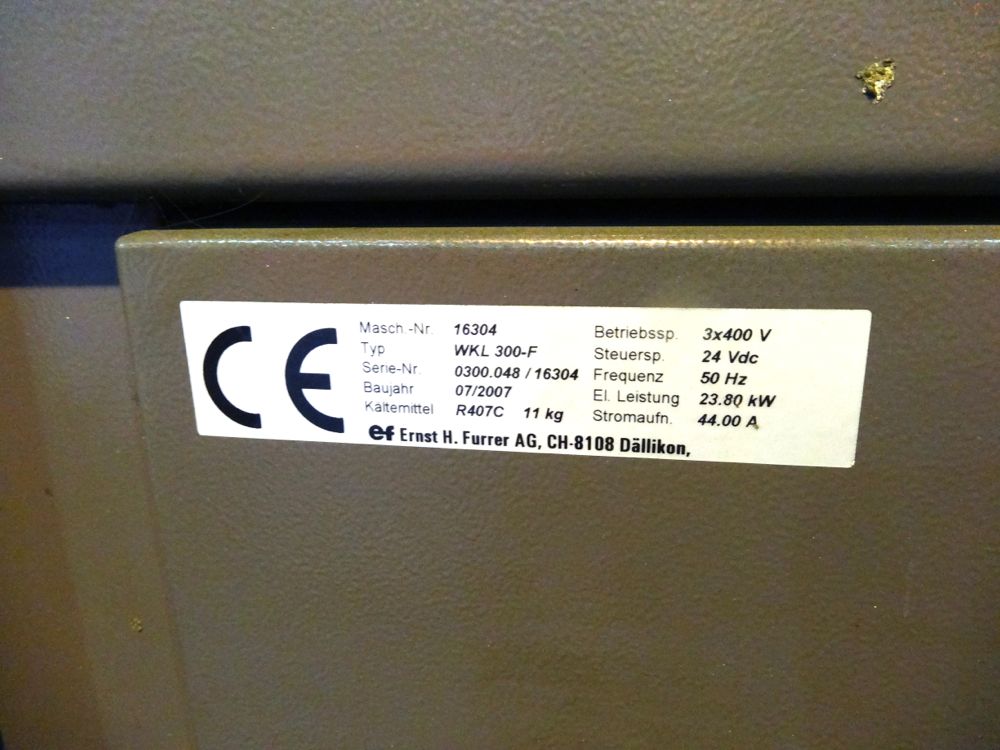 CE
Masch.-Nr. 16304 Betriebssp. 3x400 V
Typ WKL 300-F Steuersp. 24 Vdc
Serie-Nr. 0300.048 / 16304 Frequenz 50 Hz
Baujahr 07/2007 El. Leistung 23.80 kW
Kältemittel R407C 11 kg Stromaufn. 44.00 A
ef Ernst H. Furrer AG, CH-8108 Dällikon,